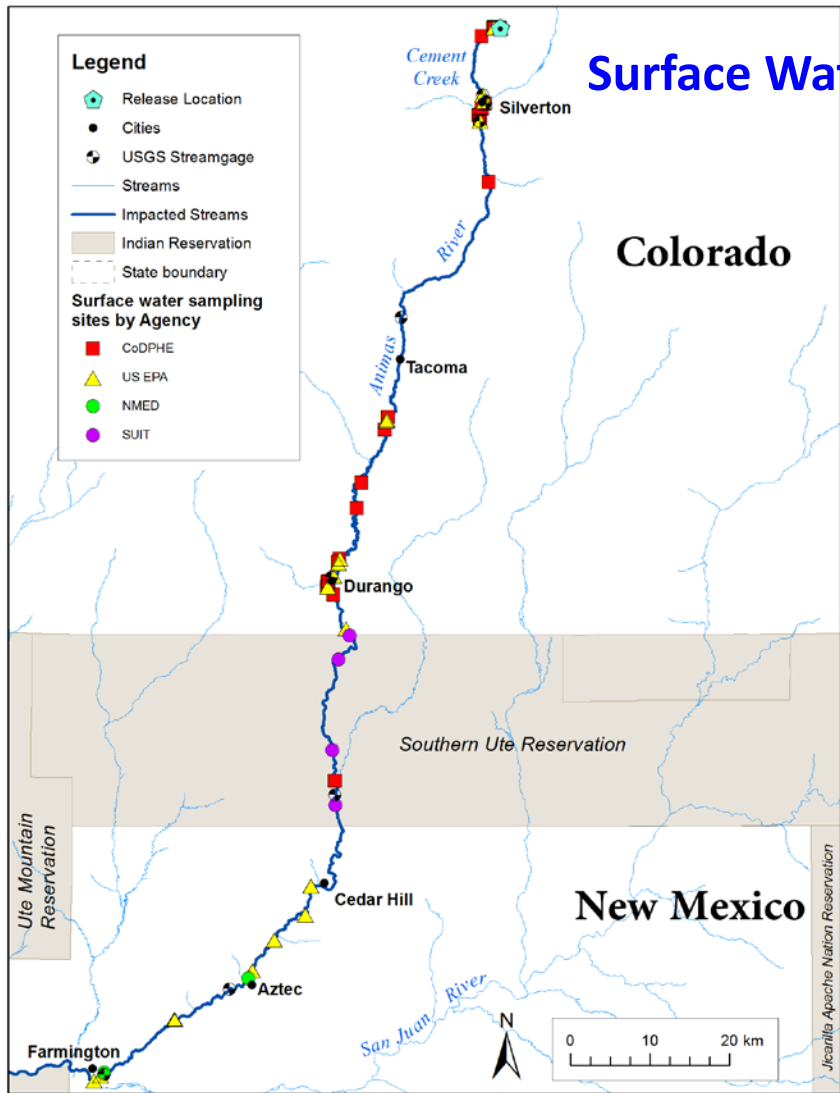 Surface Wat
Legend
Release Location
Cities
USGS Streamgage
Streams
Impacted Streams
Indian Reservation
State boundary
Surface water sampling
sites by Agency
CoDPHE
US EPA
NMED
SUIT
Cement
Creek
Silverton
Colorado
River
Animas
Tacoma
Durango
Southern Ute Reservation
Ute Mountain
Reservation
Cedar Hill
New Mexico
Jicarilla Apache Nation Reservation
Aztec
San Juan River
Farmington
N
0 10 20 km